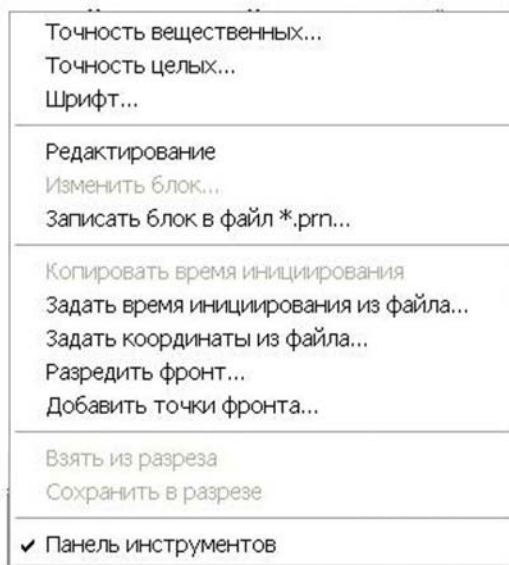 Точность вещественных...
Точность целых...
Шрифт...
Редактирование
Изменить блок...
Записать блок в файл *.prn...
Копировать время инициирования
Задать время инициирования из файла...
Задать координаты из файла...
Разредить фронт...
Добавить точки фронта...
Взять из разреза
Сохранить в разрезе
✓ Панель инструментов